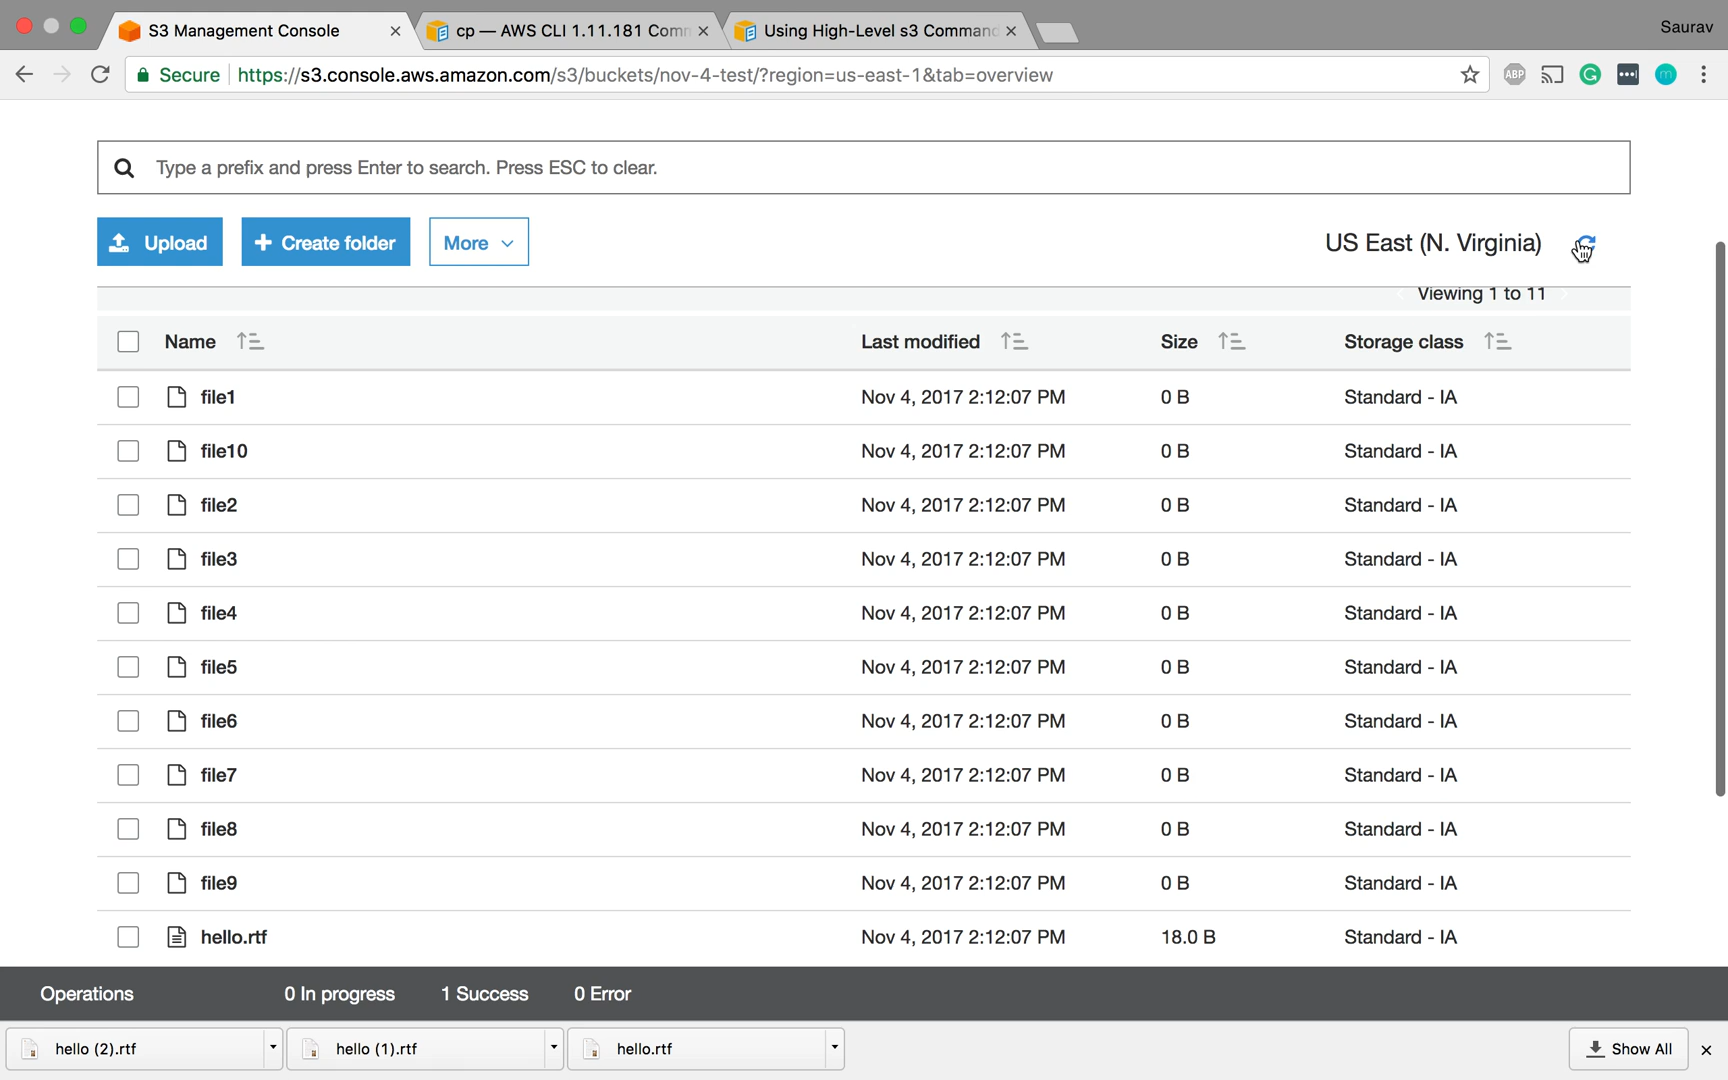 S3 Management Console
cp — AWS CLI 1.11.181 Comm
Using High-Level s3 Command
Saurav
Secure
https://s3.console.aws.amazon.com/s3/buckets/nov-4-test/?region=us-east-1&tab=overview
ABP
Type a prefix and press Enter to search. Press ESC to clear.
Upload
Create folder
More
US East (N. Virginia)
Viewing 1 to 11
Name Last modified Size Storage class
file1 Nov 4, 2017 2:12:07 PM 0 B Standard - IA
file10 Nov 4, 2017 2:12:07 PM 0 B Standard - IA
file2 Nov 4, 2017 2:12:07 PM 0 B Standard - IA
file3 Nov 4, 2017 2:12:07 PM 0 B Standard - IA
file4 Nov 4, 2017 2:12:07 PM 0 B Standard - IA
file5 Nov 4, 2017 2:12:07 PM 0 B Standard - IA
file6 Nov 4, 2017 2:12:07 PM 0 B Standard - IA
file7 Nov 4, 2017 2:12:07 PM 0 B Standard - IA
file8 Nov 4, 2017 2:12:07 PM 0 B Standard - IA
file9 Nov 4, 2017 2:12:07 PM 0 B Standard - IA
hello.rtf Nov 4, 2017 2:12:07 PM 18.0 B Standard - IA
Operations 0 In progress 1 Success 0 Error
hello (2).rtf
hello (1).rtf
hello.rtf
Show All